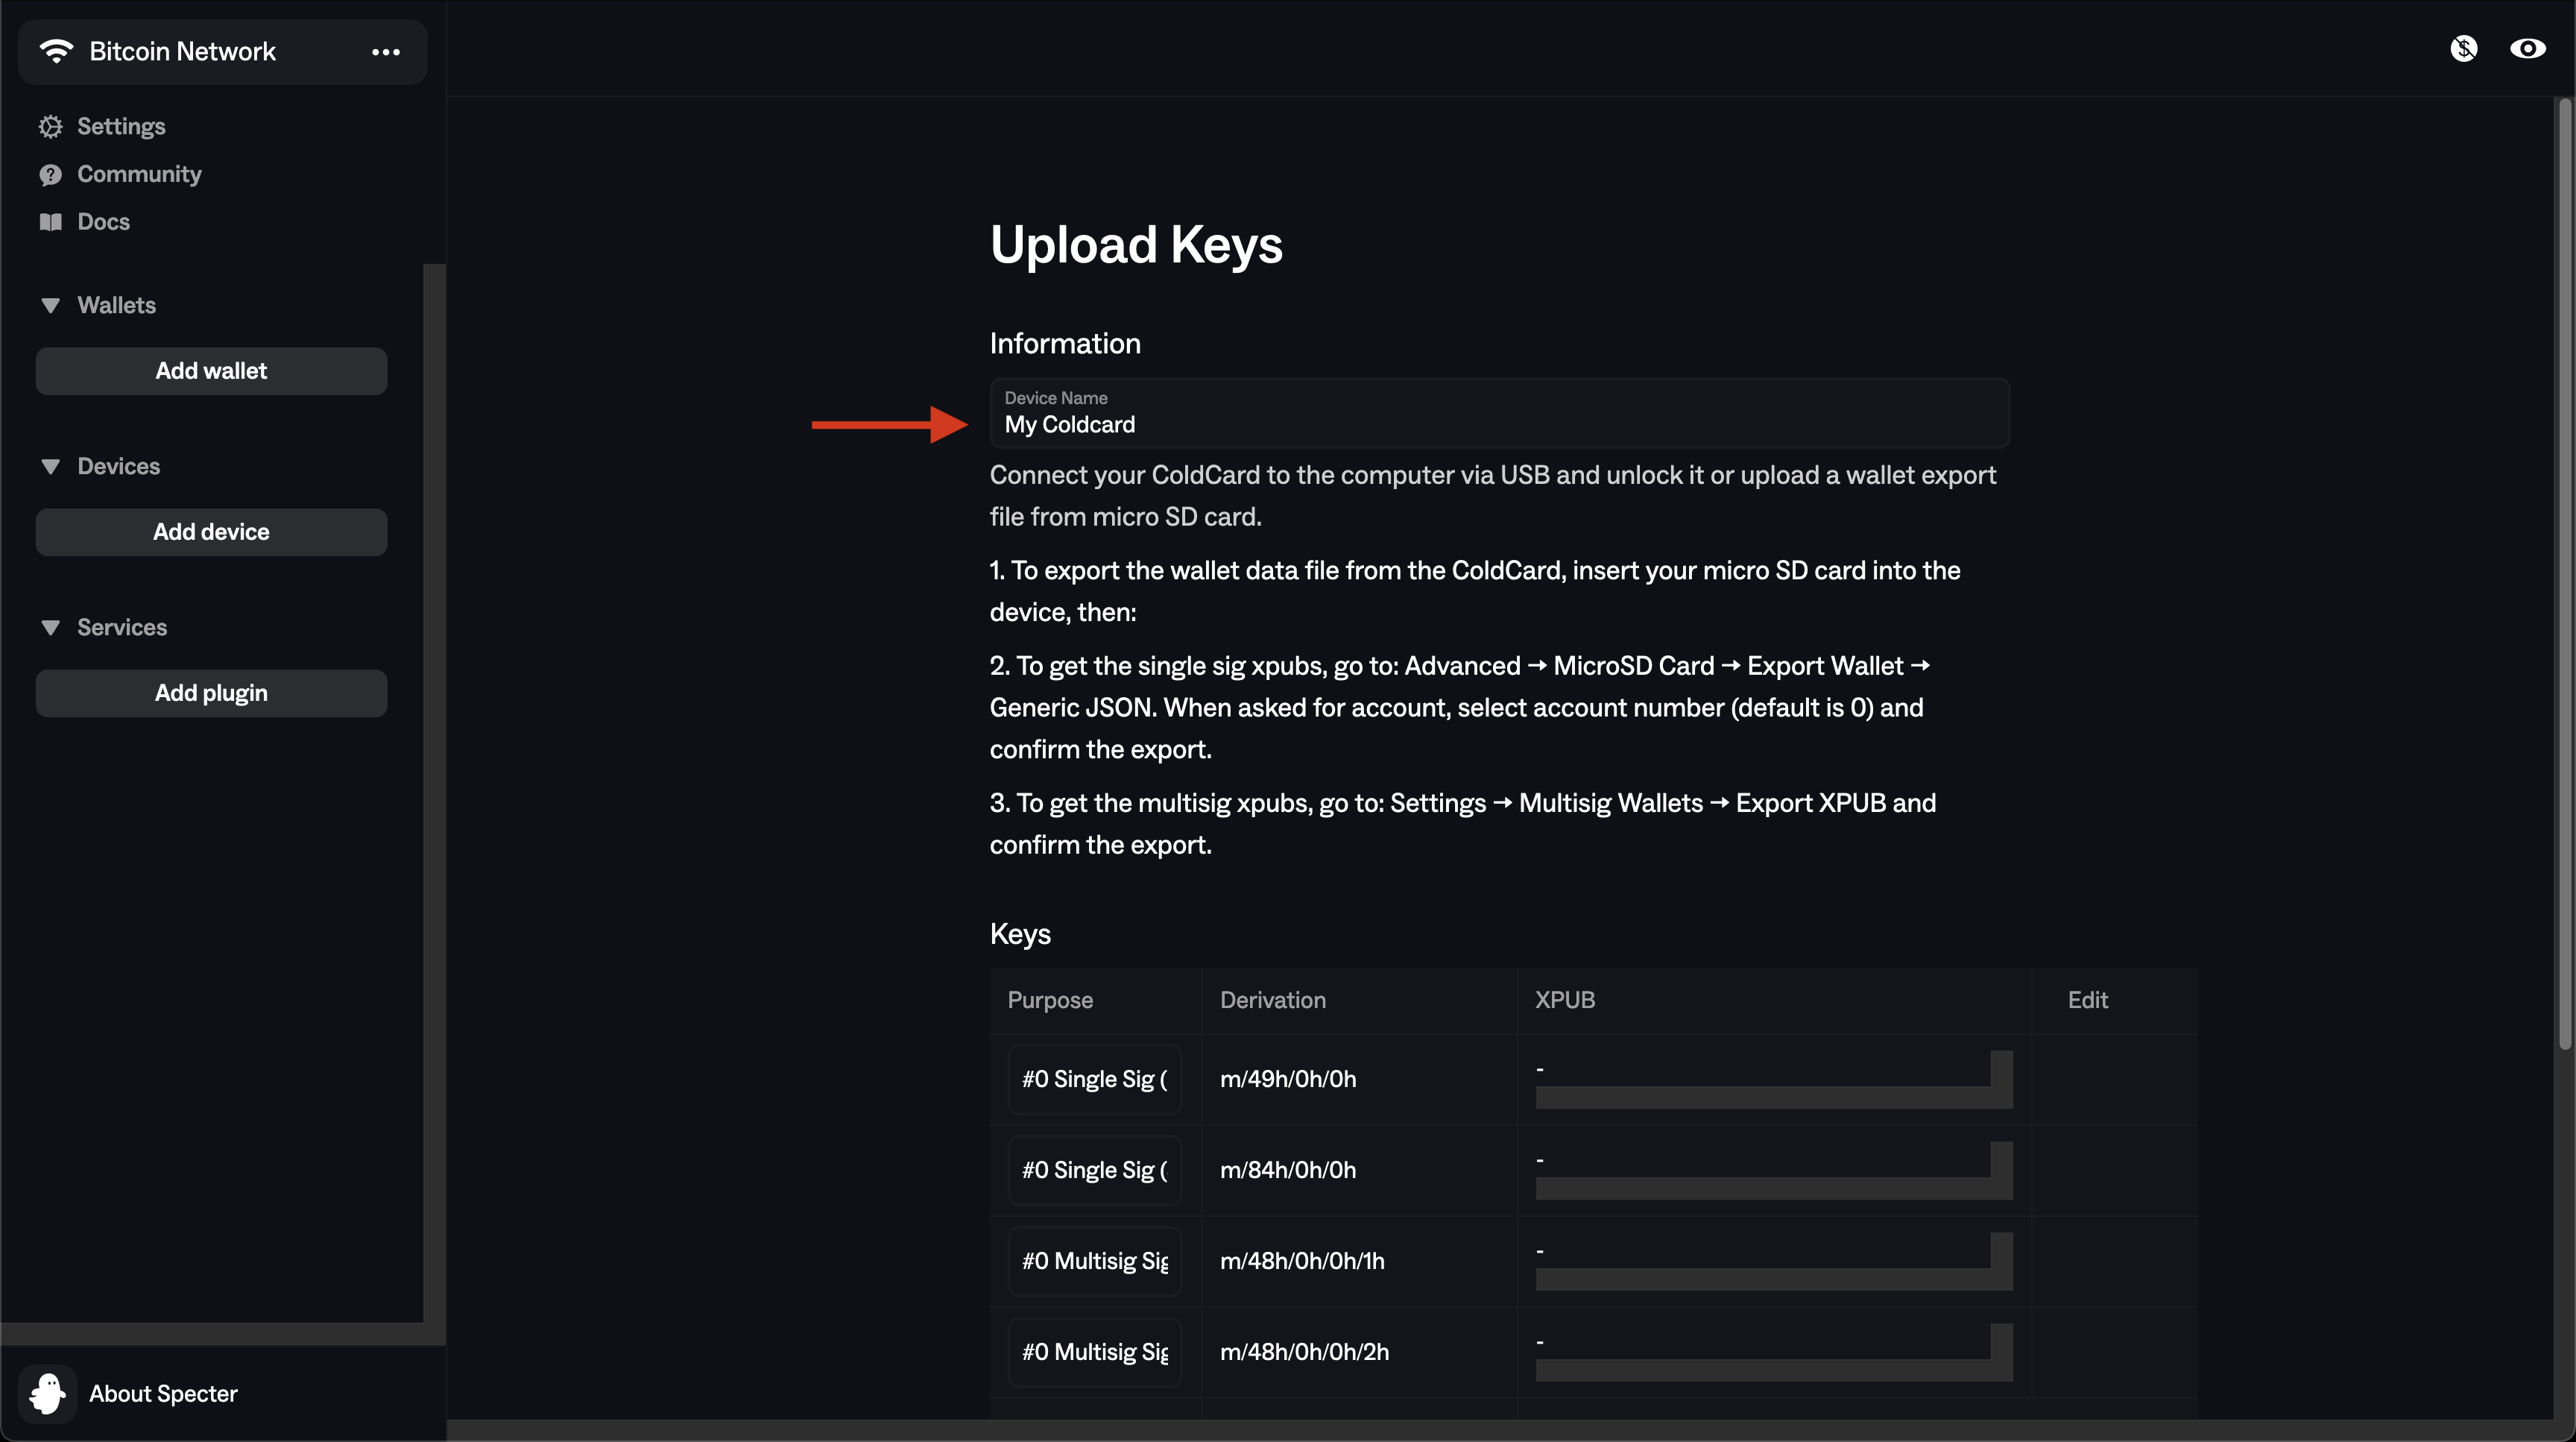 Bitcoin Network
Settings
Community
Docs
Wallets
Add wallet
Devices
Add device
Services
Add plugin
About Specter
Upload Keys
Information
Device Name
My Coldcard
Connect your ColdCard to the computer via USB and unlock it or upload a wallet export
file from micro SD card.
1. To export the wallet data file from the ColdCard, insert your micro SD card into the
device, then:
2. To get the single sig xpubs, go to: Advanced → MicroSD Card → Export Wallet →
Generic JSON. When asked for account, select account number (default is 0) and
confirm the export.
3. To get the multisig xpubs, go to: Settings → Multisig Wallets → Export XPUB and
confirm the export.
Keys
Purpose Derivation XPUB Edit
#0 Single Sig ( m/49h/0h/0h -
#0 Single Sig ( m/84h/0h/0h -
#0 Multisig Sig m/48h/0h/0h/1h -
#0 Multisig Sig m/48h/0h/0h/2h -